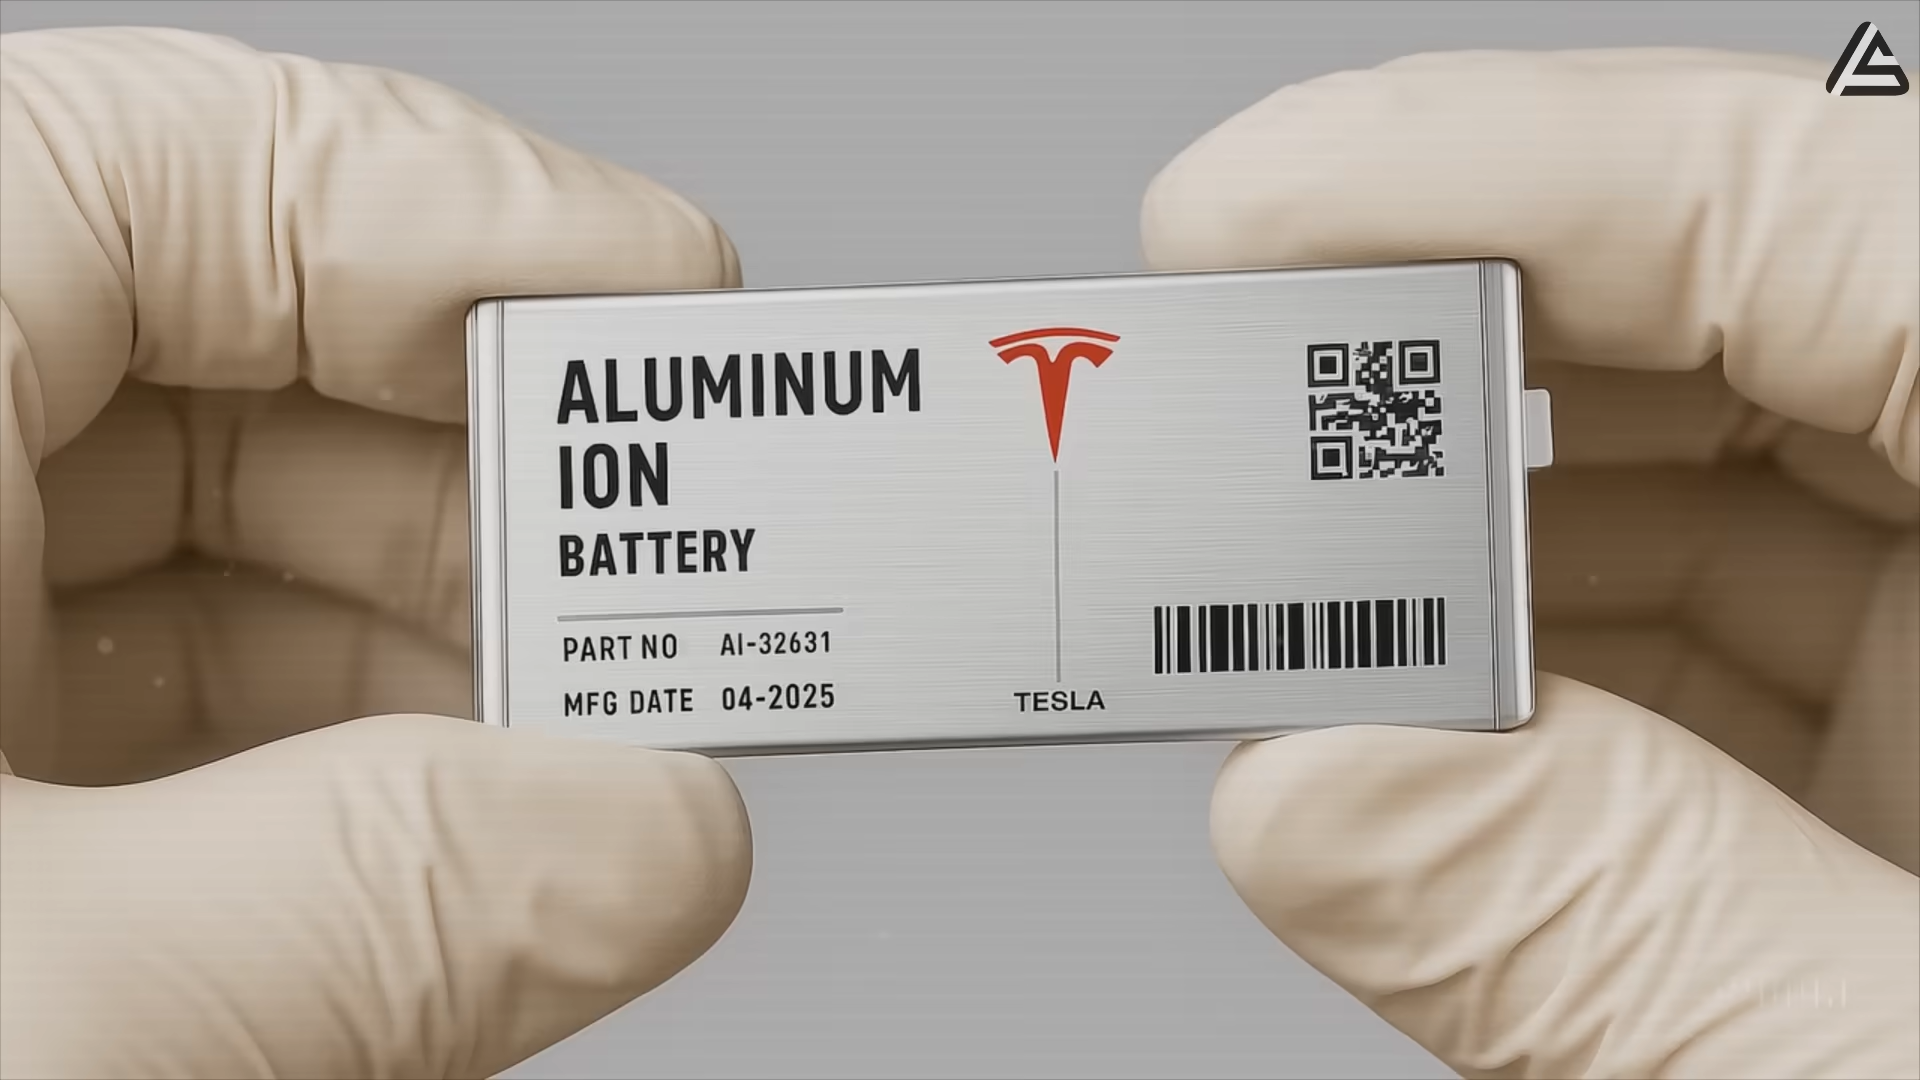 ALUMINUM
ION
BATTERY
PART NO AI-32631
MFG DATE 04-2025
TESLA